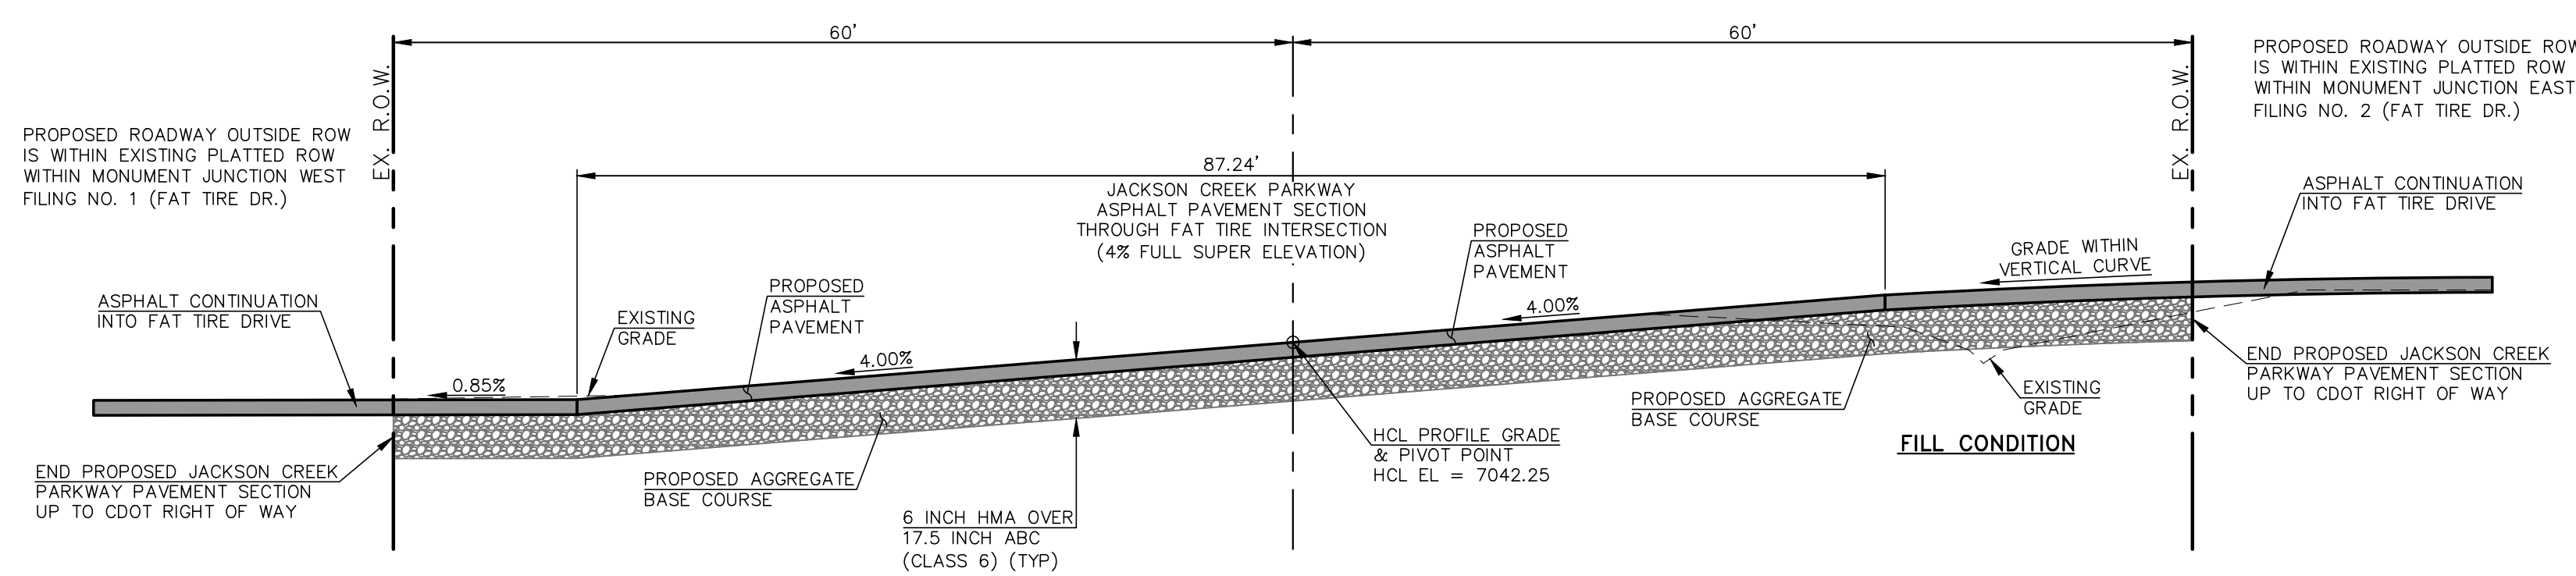 60'
60'
EX. R.O.W.
EX. R.O.W.
PROPOSED ROADWAY OUTSIDE ROW
IS WITHIN EXISTING PLATTED ROW
WITHIN MONUMENT JUNCTION WEST
FILING NO. 1 (FAT TIRE DR.)
PROPOSED ROADWAY OUTSIDE ROW
IS WITHIN EXISTING PLATTED ROW
WITHIN MONUMENT JUNCTION EAST
FILING NO. 2 (FAT TIRE DR.)
87.24'
JACKSON CREEK PARKWAY
ASPHALT PAVEMENT SECTION
THROUGH FAT TIRE INTERSECTION
(4% FULL SUPER ELEVATION)
ASPHALT CONTINUATION
INTO FAT TIRE DRIVE
EXISTING
GRADE
PROPOSED
ASPHALT
PAVEMENT
PROPOSED
ASPHALT
PAVEMENT
GRADE WITHIN
VERTICAL CURVE
ASPHALT CONTINUATION
INTO FAT TIRE DRIVE
0.85%
4.00%
4.00%
END PROPOSED JACKSON CREEK
PARKWAY PAVEMENT SECTION
UP TO CDOT RIGHT OF WAY
PROPOSED AGGREGATE
BASE COURSE
6 INCH HMA OVER
17.5 INCH ABC
(CLASS 6) (TYP)
HCL PROFILE GRADE
& PIVOT POINT
HCL EL = 7042.25
PROPOSED AGGREGATE
BASE COURSE
EXISTING
GRADE
FILL CONDITION
END PROPOSED JACKSON CREEK
PARKWAY PAVEMENT SECTION
UP TO CDOT RIGHT OF WAY